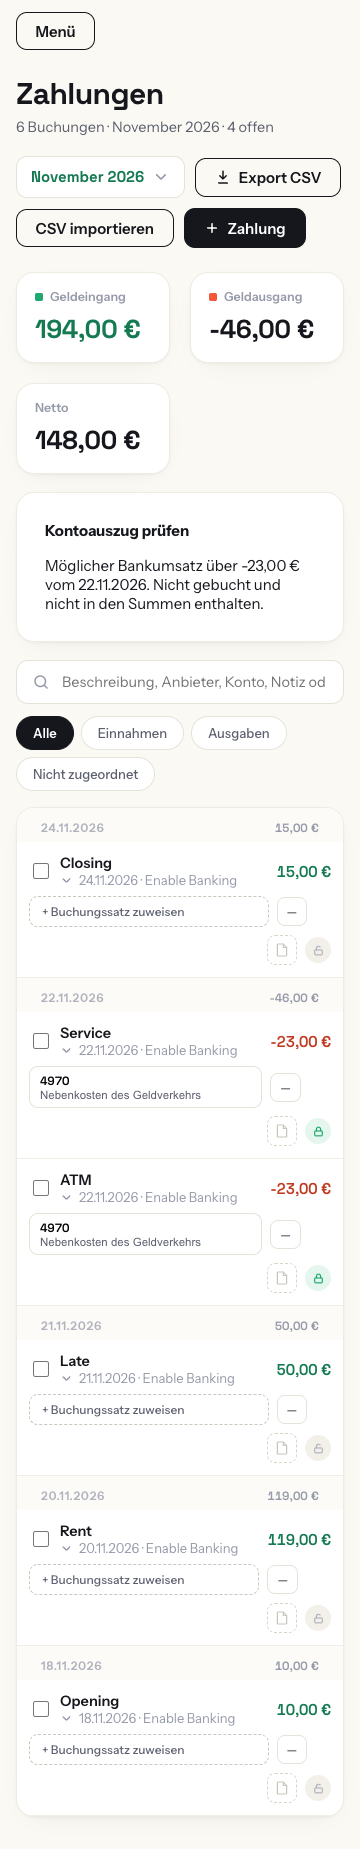 Menü
Zahlungen
6 Buchungen · November 2026 · 4 offen
November 2026
Export CSV
CSV importieren
+ Zahlung
Geldeingang
194,00 €
Geldausgang
-46,00 €
Netto
148,00 €
Kontoauszug prüfen
Möglicher Bankumsatz über -23,00 €
vom 22.11.2026. Nicht gebucht und
nicht in den Summen enthalten.
Beschreibung, Anbieter, Konto, Notiz od
Alle
Einnahmen
Ausgaben
Nicht zugeordnet
24.11.2026 15,00 €
Closing 15,00 €
24.11.2026 · Enable Banking
+ Buchungssatz zuweisen –
22.11.2026 -46,00 €
Service -23,00 €
22.11.2026 · Enable Banking
4970
Nebenkosten des Geldverkehrs –
ATM -23,00 €
22.11.2026 · Enable Banking
4970
Nebenkosten des Geldverkehrs –
21.11.2026 50,00 €
Late 50,00 €
21.11.2026 · Enable Banking
+ Buchungssatz zuweisen –
20.11.2026 119,00 €
Rent 119,00 €
20.11.2026 · Enable Banking
+ Buchungssatz zuweisen –
18.11.2026 10,00 €
Opening 10,00 €
18.11.2026 · Enable Banking
+ Buchungssatz zuweisen –